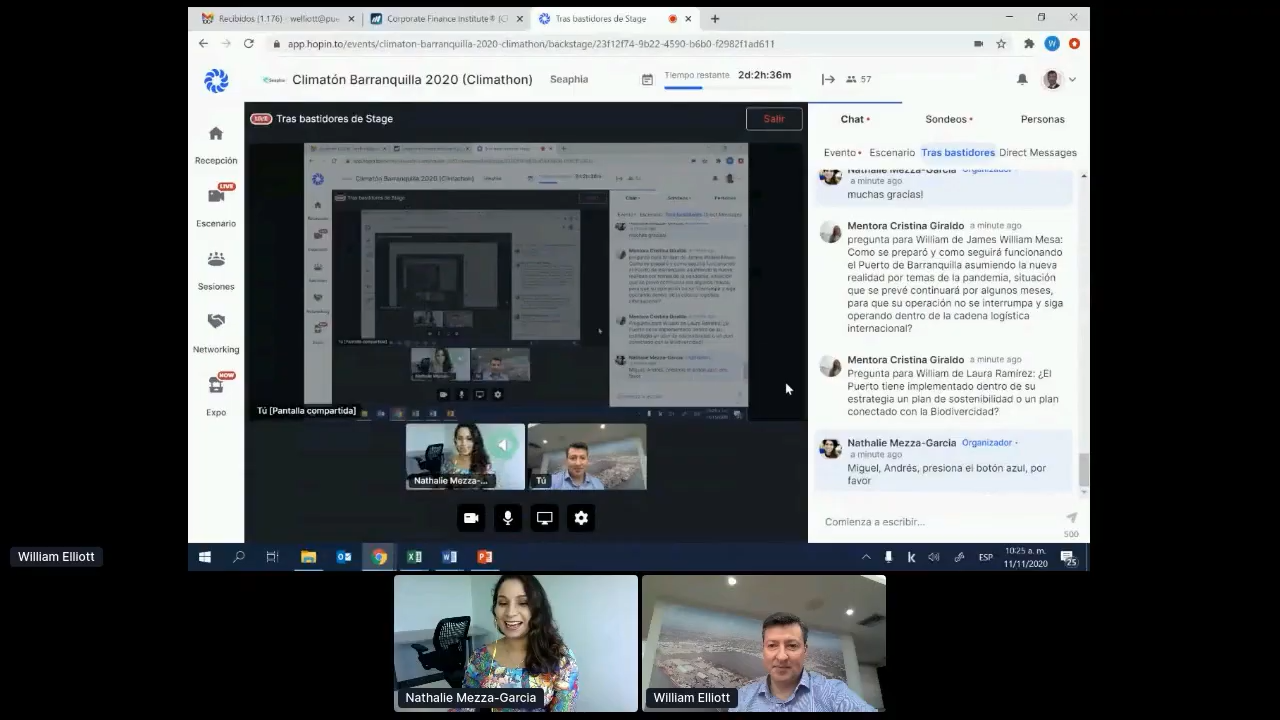 Recibidos (1.176) - welliott@pue
Corporate Finance Institute® (C
Tras bastidores de Stage
app.hopin.to/events/climaton-barranquilla-2020-climathon/backstage/23f12f74-9b22-4590-b6b0-f2982f1ad611
Climatón Barranquilla 2020 (Climathon)
Seaphia
Tiempo restante
2d:2h:36m
57
LIVE
Tras bastidores de Stage
Salir
Chat
Sondeos
Personas
Evento
Escenario
Tras bastidores
Direct Messages
Recepción
LIVE
Escenario
Sesiones
Networking
NOW
Expo
Nathalie Mezza-Garcia Organizador
a minute ago
muchas gracias!
Mentora Cristina Giraldo a minute ago
pregunta para William de James William Mesa:
Como se preparó y como seguirá funcionando
el Puerto de Barranquilla asumiendo la nueva
realidad por temas de la pandemia, situación
que se prevé continuará por algunos meses,
para que su operación no se interrumpa y siga
operando dentro de la cadena logística
internacional?
Mentora Cristina Giraldo a minute ago
Pregunta para William de Laura Ramírez: ¿El
Puerto tiene implementado dentro de su
estrategia un plan de sostenibilidad o un plan
conectado con la Biodivercidad?
Nathalie Mezza-Garcia Organizador
a minute ago
Miguel, Andrés, presiona el botón azul, por
favor
Comienza a escribir...
500
Tú [Pantalla compartida]
Nathalie Mezza-...
Tú
ESP
10:25 a. m.
11/11/2020
25
William Elliott
Nathalie Mezza-Garcia
William Elliott